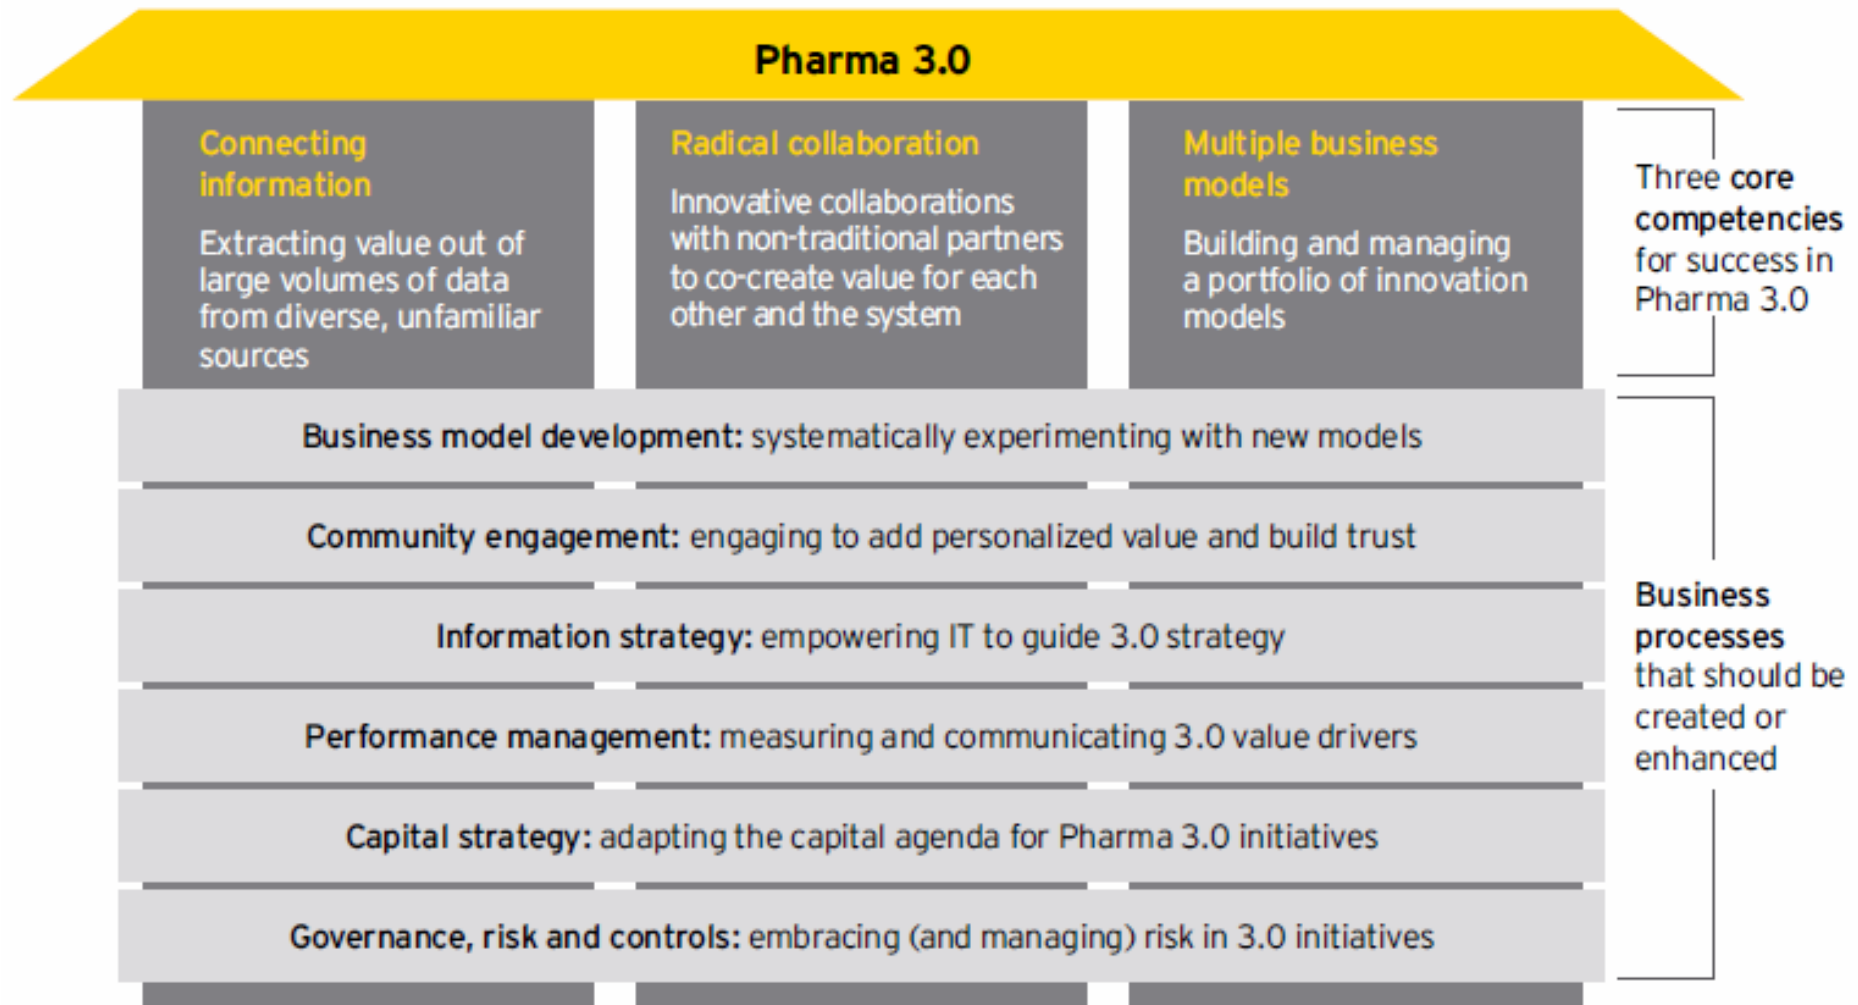 Pharma 3.0
Connecting
information
Extracting value out of
large volumes of data
from diverse, unfamiliar
sources
Radical collaboration
Innovative collaborations
with non-traditional partners
to co-create value for each
other and the system
Multiple business
models
Building and managing
a portfolio of innovation
models
Three core
competencies
for success in
Pharma 3.0
Business model development: systematically experimenting with new models
Community engagement: engaging to add personalized value and build trust
Information strategy: empowering IT to guide 3.0 strategy
Performance management: measuring and communicating 3.0 value drivers
Capital strategy: adapting the capital agenda for Pharma 3.0 initiatives
Governance, risk and controls: embracing (and managing) risk in 3.0 initiatives
Business
processes
that should be
created or
enhanced